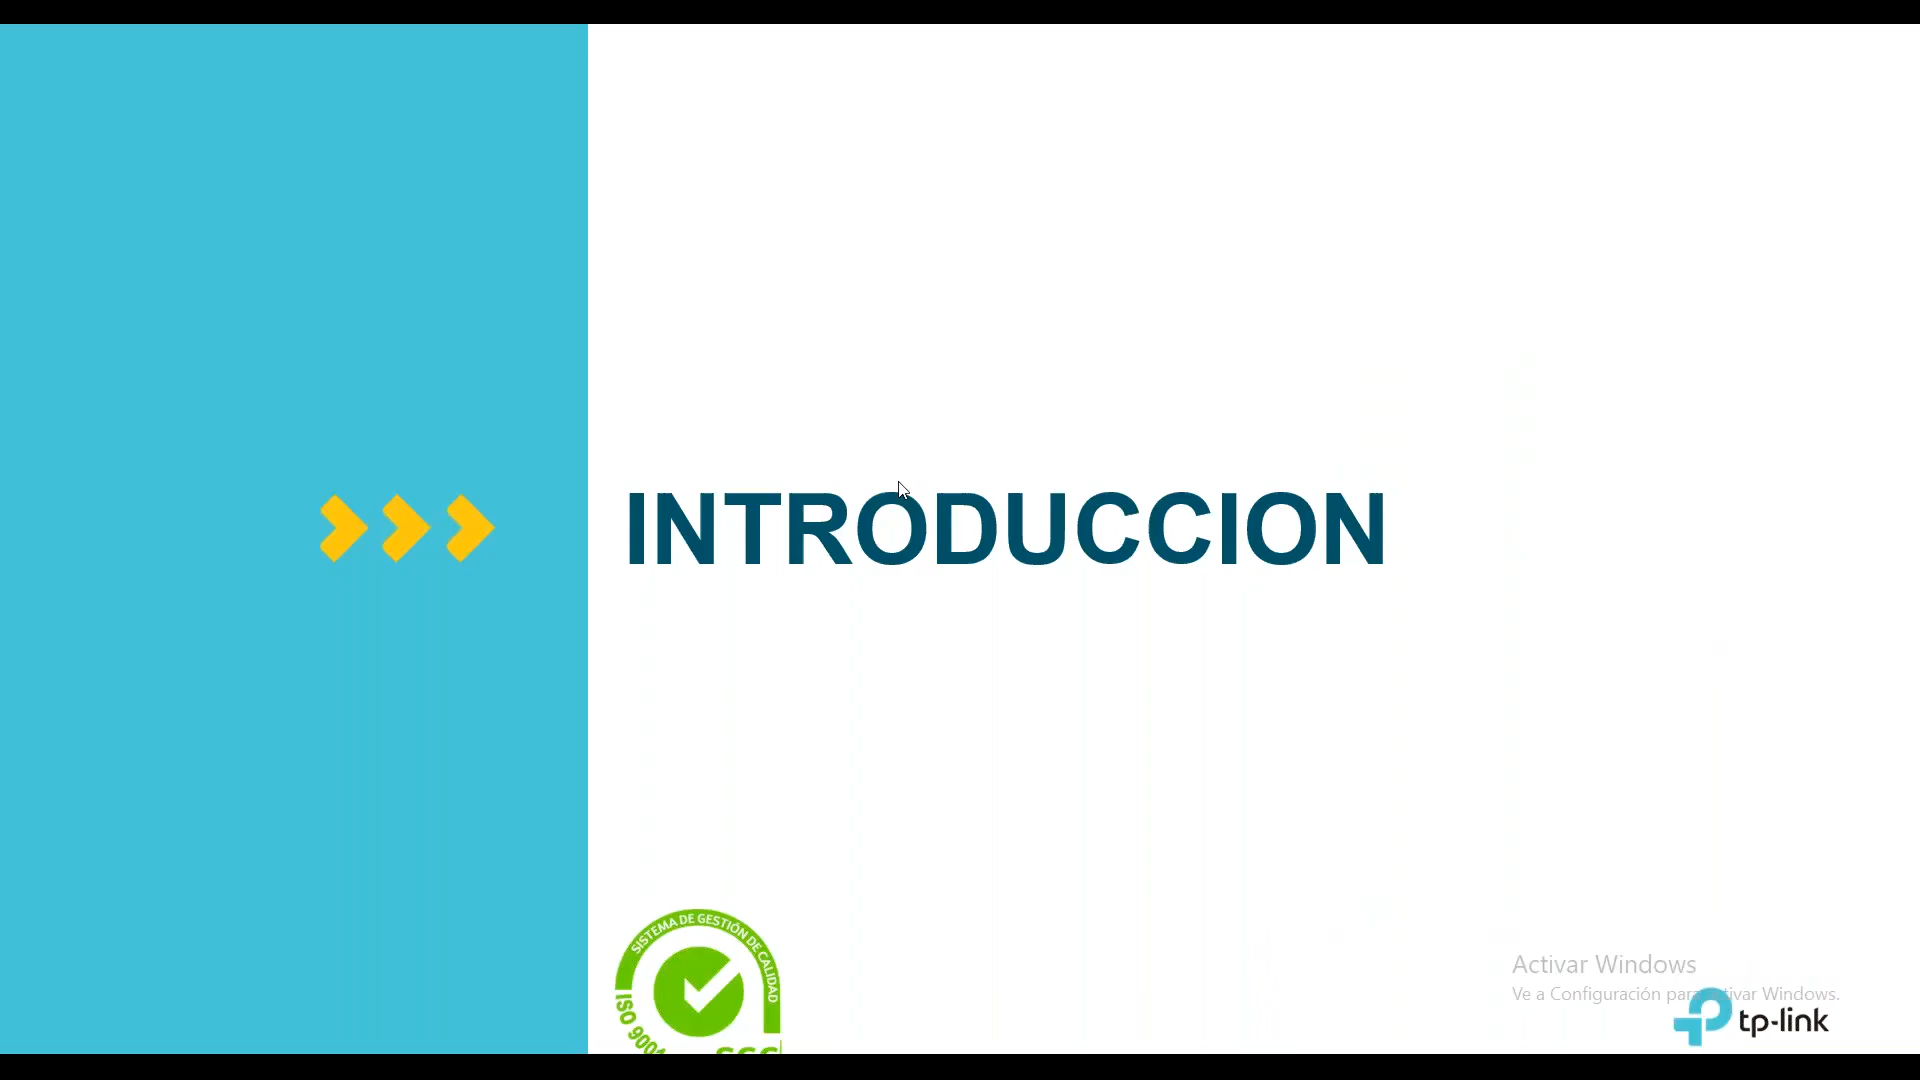 INTRODUCCION
SISTEMA DE GESTIÓN DE CALIDAD
ISO 9001
Activar Windows
Ve a Configuración para activar Windows.
tp-link